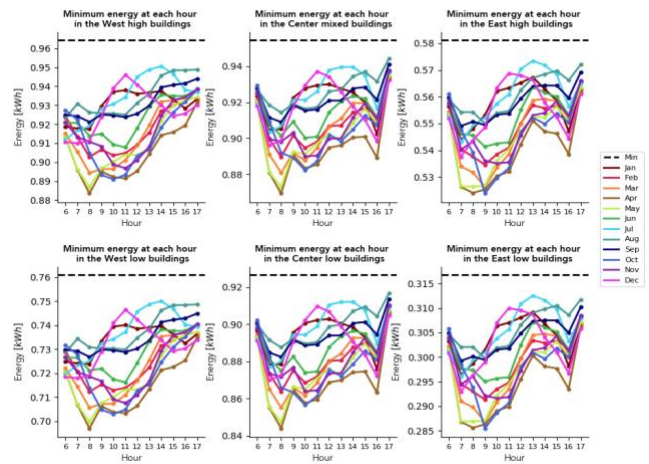 Minimum energy at each hour
in the West high buildings
Minimum energy at each hour
in the Center mixed buildings
Minimum energy at each hour
in the East high buildings
Energy [kWh]
0.96
0.95
0.94
0.93
0.92
0.91
0.90
0.89
0.88
6 7 8 9 10 11 12 13 14 15 16 17
Hour
Energy [kWh]
0.94
0.92
0.90
0.88
6 7 8 9 10 11 12 13 14 15 16 17
Hour
Energy [kWh]
0.58
0.57
0.56
0.55
0.54
0.53
6 7 8 9 10 11 12 13 14 15 16 17
Hour
Min
Jan
Feb
Mar
Apr
May
Jun
Jul
Aug
Sep
Oct
Nov
Dec
Minimum energy at each hour
in the West low buildings
Minimum energy at each hour
in the Center low buildings
Minimum energy at each hour
in the East low buildings
Energy [kWh]
0.76
0.75
0.74
0.73
0.72
0.71
0.70
6 7 8 9 10 11 12 13 14 15 16 17
Hour
Energy [kWh]
0.92
0.90
0.88
0.86
0.84
6 7 8 9 10 11 12 13 14 15 16 17
Hour
Energy [kWh]
0.315
0.310
0.305
0.300
0.295
0.290
0.285
6 7 8 9 10 11 12 13 14 15 16 17
Hour